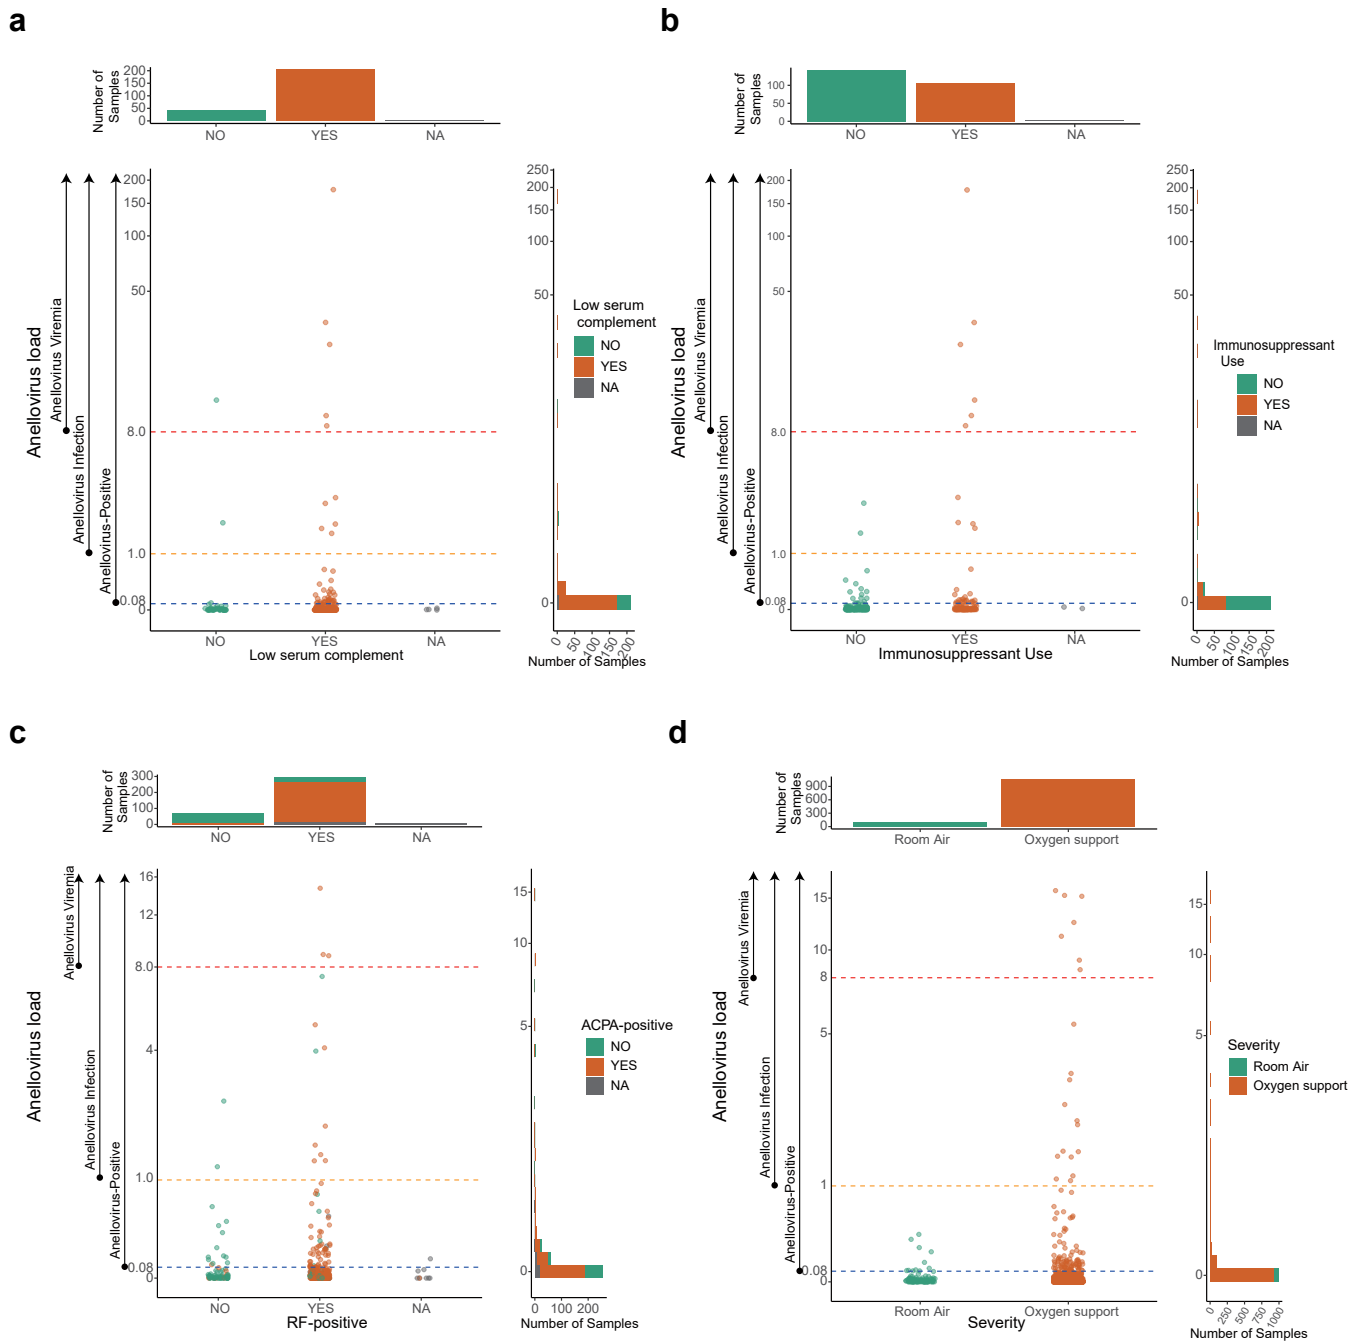 a
Number of
Samples
200
150
100
50
0
NO
YES
NA
Anellovirus load
Anellovirus Viremia
Anellovirus Infection
Anellovirus-Positive
200
150
100
50
8.0
1.0
0.08
0
NO
YES
NA
Low serum complement
250
200
150
100
50
0
0
50
100
150
200
Number of Samples
Low serum
complement
NO
YES
NA
b
Number of
Samples
100
50
0
NO
YES
NA
Anellovirus load
Anellovirus Viremia
Anellovirus Infection
Anellovirus-Positive
200
150
100
50
8.0
1.0
0.08
0
NO
YES
NA
Immunosuppressant Use
250
200
150
100
50
0
0
50
100
150
200
Number of Samples
Immunosuppressant
Use
NO
YES
NA
c
Number of
Samples
300
200
100
0
NO
YES
NA
Anellovirus load
Anellovirus Viremia
Anellovirus Infection
Anellovirus-Positive
16
12
8.0
4
1.0
0.08
0
NO
YES
NA
RF-positive
15
10
5
0
0
100
200
Number of Samples
ACPA-positive
NO
YES
NA
d
Number of
Samples
900
600
300
0
Room Air
Oxygen support
Anellovirus load
Anellovirus Viremia
Anellovirus Infection
Anellovirus-Positive
15
10
8
5
1
0.08
0
Room Air
Oxygen support
Severity
15
10
5
0
0
250
500
750
1000
Number of Samples
Severity
Room Air
Oxygen support